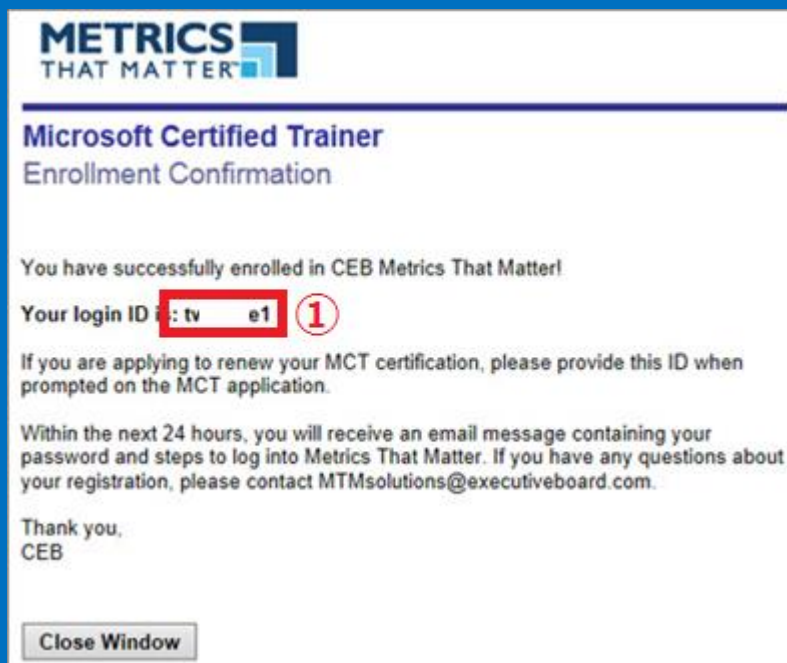 METRICS
THAT MATTER™
Microsoft Certified Trainer
Enrollment Confirmation
You have successfully enrolled in CEB Metrics That Matter!
Your login ID is: tv e1 ①
If you are applying to renew your MCT certification, please provide this ID when
prompted on the MCT application.
Within the next 24 hours, you will receive an email message containing your
password and steps to log into Metrics That Matter. If you have any questions about
your registration, please contact MTMsolutions@executiveboard.com.
Thank you,
CEB
Close Window